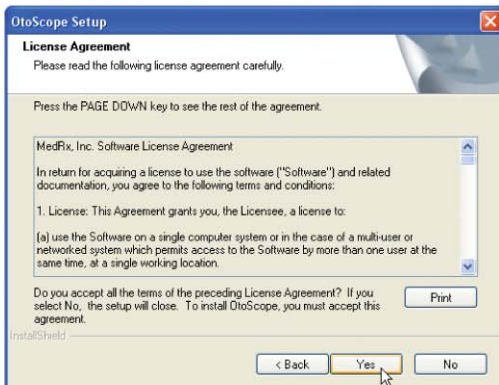 OtoScope Setup
License Agreement
Please read the following license agreement carefully.
Press the PAGE DOWN key to see the rest of the agreement.
MedRx, Inc. Software License Agreement
In return for acquiring a license to use the software ("Software") and related
documentation, you agree to the following terms and conditions:
1. License: This Agreement grants you, the Licensee, a license to:
(a) use the Software on a single computer system or in the case of a multi-user or
networked system which permits access to the Software by more than one user at the
same time, at a single working location.
Do you accept all the terms of the preceding License Agreement? If you
select No, the setup will close. To install OtoScope, you must accept this
agreement.
Print
InstallShield
< Back
Yes
No